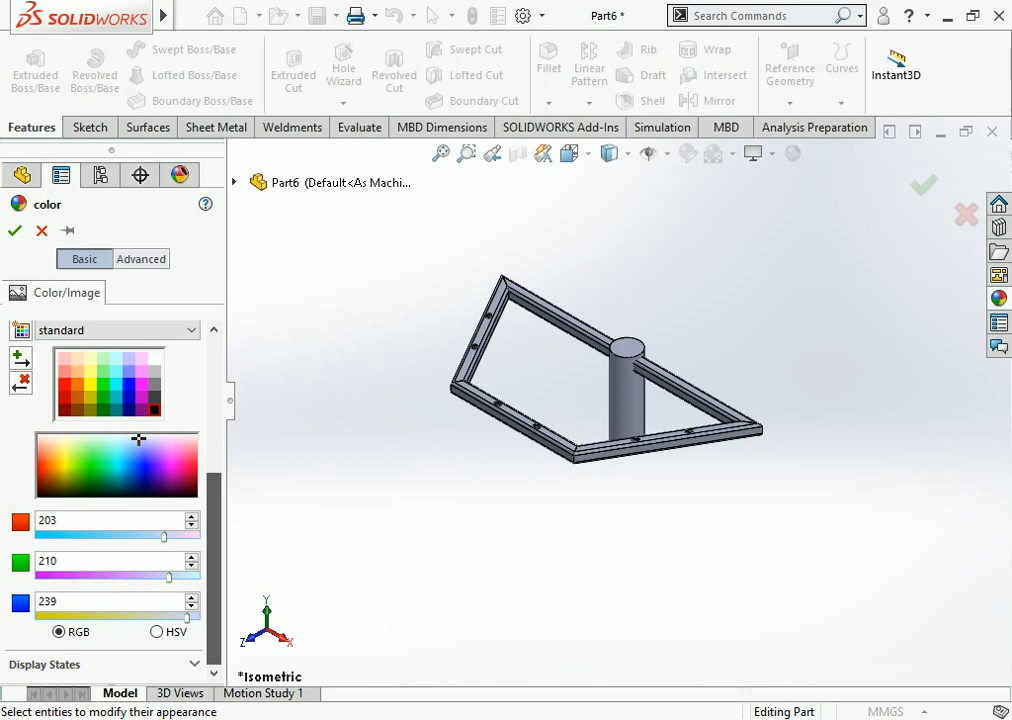 SOLIDWORKS
Part6 *
Search Commands
?
Extruded Boss/Base
Revolved Boss/Base
Swept Boss/Base
Lofted Boss/Base
Boundary Boss/Base
Extruded Cut
Hole Wizard
Revolved Cut
Swept Cut
Lofted Cut
Boundary Cut
Fillet
Linear Pattern
Rib
Draft
Shell
Wrap
Intersect
Mirror
Reference Geometry
Curves
Instant3D
Features
Sketch
Surfaces
Sheet Metal
Weldments
Evaluate
MBD Dimensions
SOLIDWORKS Add-Ins
Simulation
MBD
Analysis Preparation
Part6 (Default<As Machi...
color
?
Basic
Advanced
Color/Image
standard
203
210
239
RGB
HSV
Display States
Y
Z
X
*Isometric
Model
3D Views
Motion Study 1
Select entities to modify their appearance
Editing Part
MMGS